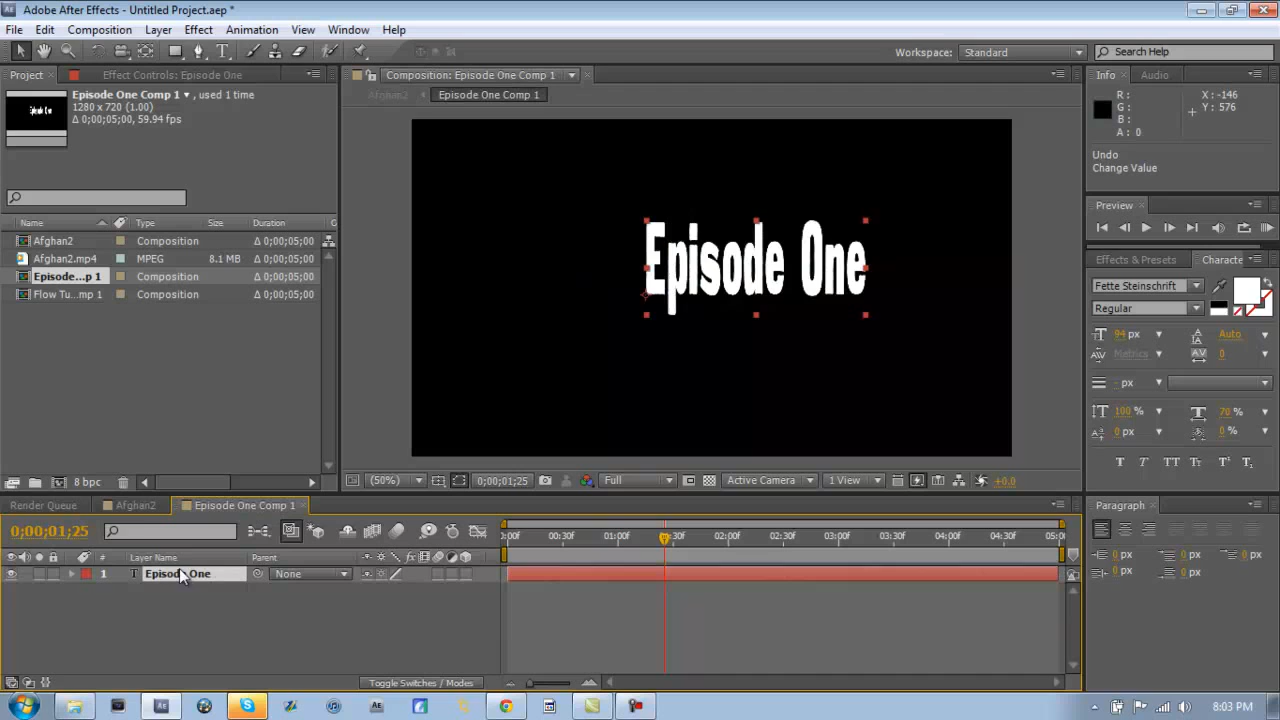 Adobe After Effects - Untitled Project.aep *
File Edit Composition Layer Effect Animation View Window Help
Workspace: Standard Search Help
Project Effect Controls: Episode One
Composition: Episode One Comp 1
Info Audio
Afghan2 Episode One Comp 1
Episode One Comp 1 , used 1 time
1280 x 720 (1.00)
Δ 0;00;05;00, 59.94 fps
R : X : -146
G : Y : 576
B :
A : 0
Undo
Change Value
Preview
Name Type Size Duration
Afghan2 Composition Δ 0;00;05;00
Afghan2.mp4 MPEG 8.1 MB Δ 0;00;05;00
Episode...p 1 Composition Δ 0;00;05;00
Flow Tu...mp 1 Composition Δ 0;00;05;00
Episode One
Effects & Presets Characte
Fette Steinschrift
Regular
94 px Auto
Metrics 0
- px
100 % 70 %
0 px 0 %
T T TT Tт T¹ T₁
8 bpc
(50%) 0;00;01;25 Full Active Camera 1 View +0.0
Render Queue Afghan2 Episode One Comp 1
Paragraph
0;00;01;25
0:00f 00:30f 01:00f 02:00f 02:30f 03:00f 03:30f 04:00f 04:30f 05:00
# Layer Name Parent
1 T Episode One None
0 px 0 px 0 px
0 px 0 px
Toggle Switches / Modes
8:03 PM